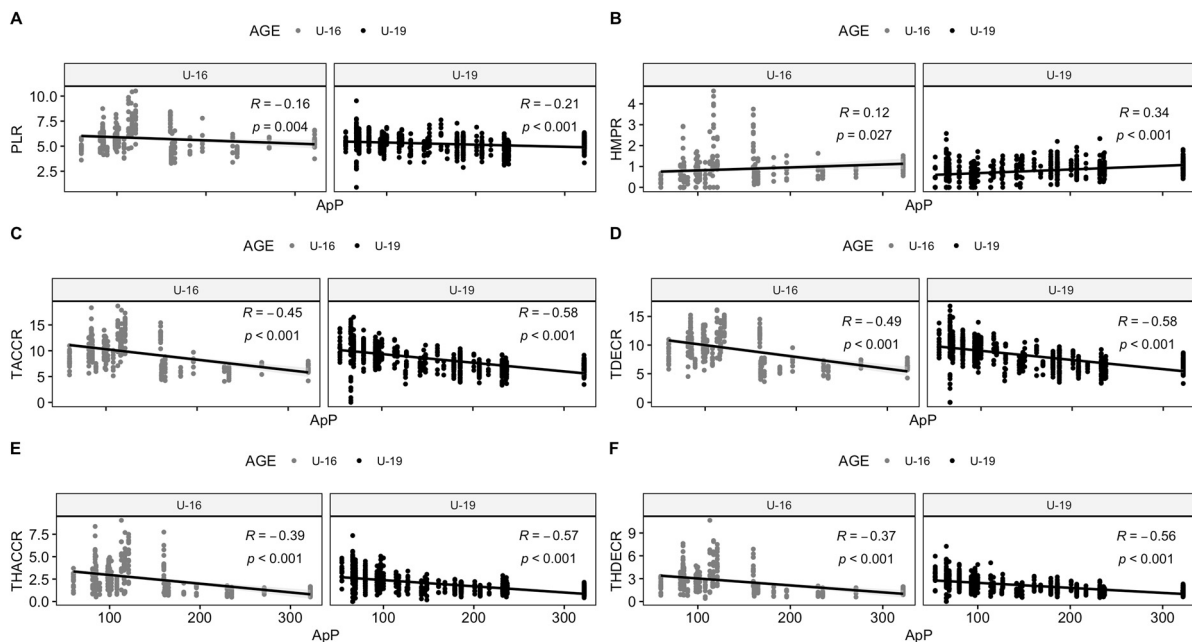 A
AGE U-16 U-19
U-16 U-19
PLR
10.0
7.5
5.0
2.5
R = −0.16
p = 0.004
R = −0.21
p < 0.001
ApP
B
AGE U-16 U-19
U-16 U-19
HMPR
4
3
2
1
0
R = 0.12
p = 0.027
R = 0.34
p < 0.001
ApP
C
AGE U-16 U-19
U-16 U-19
TACCR
15
10
5
0
R = −0.45
p < 0.001
R = −0.58
p < 0.001
ApP
D
AGE U-16 U-19
U-16 U-19
TDECR
15
10
5
0
R = −0.49
p < 0.001
R = −0.58
p < 0.001
100 200 300 100 200 300
ApP
E
AGE U-16 U-19
U-16 U-19
THACCR
7.5
5.0
2.5
0.0
R = −0.39
p < 0.001
R = −0.57
p < 0.001
100 200 300 100 200 300
ApP
F
AGE U-16 U-19
U-16 U-19
THDECR
9
6
3
0
R = −0.37
p < 0.001
R = −0.56
p < 0.001
100 200 300 100 200 300
ApP